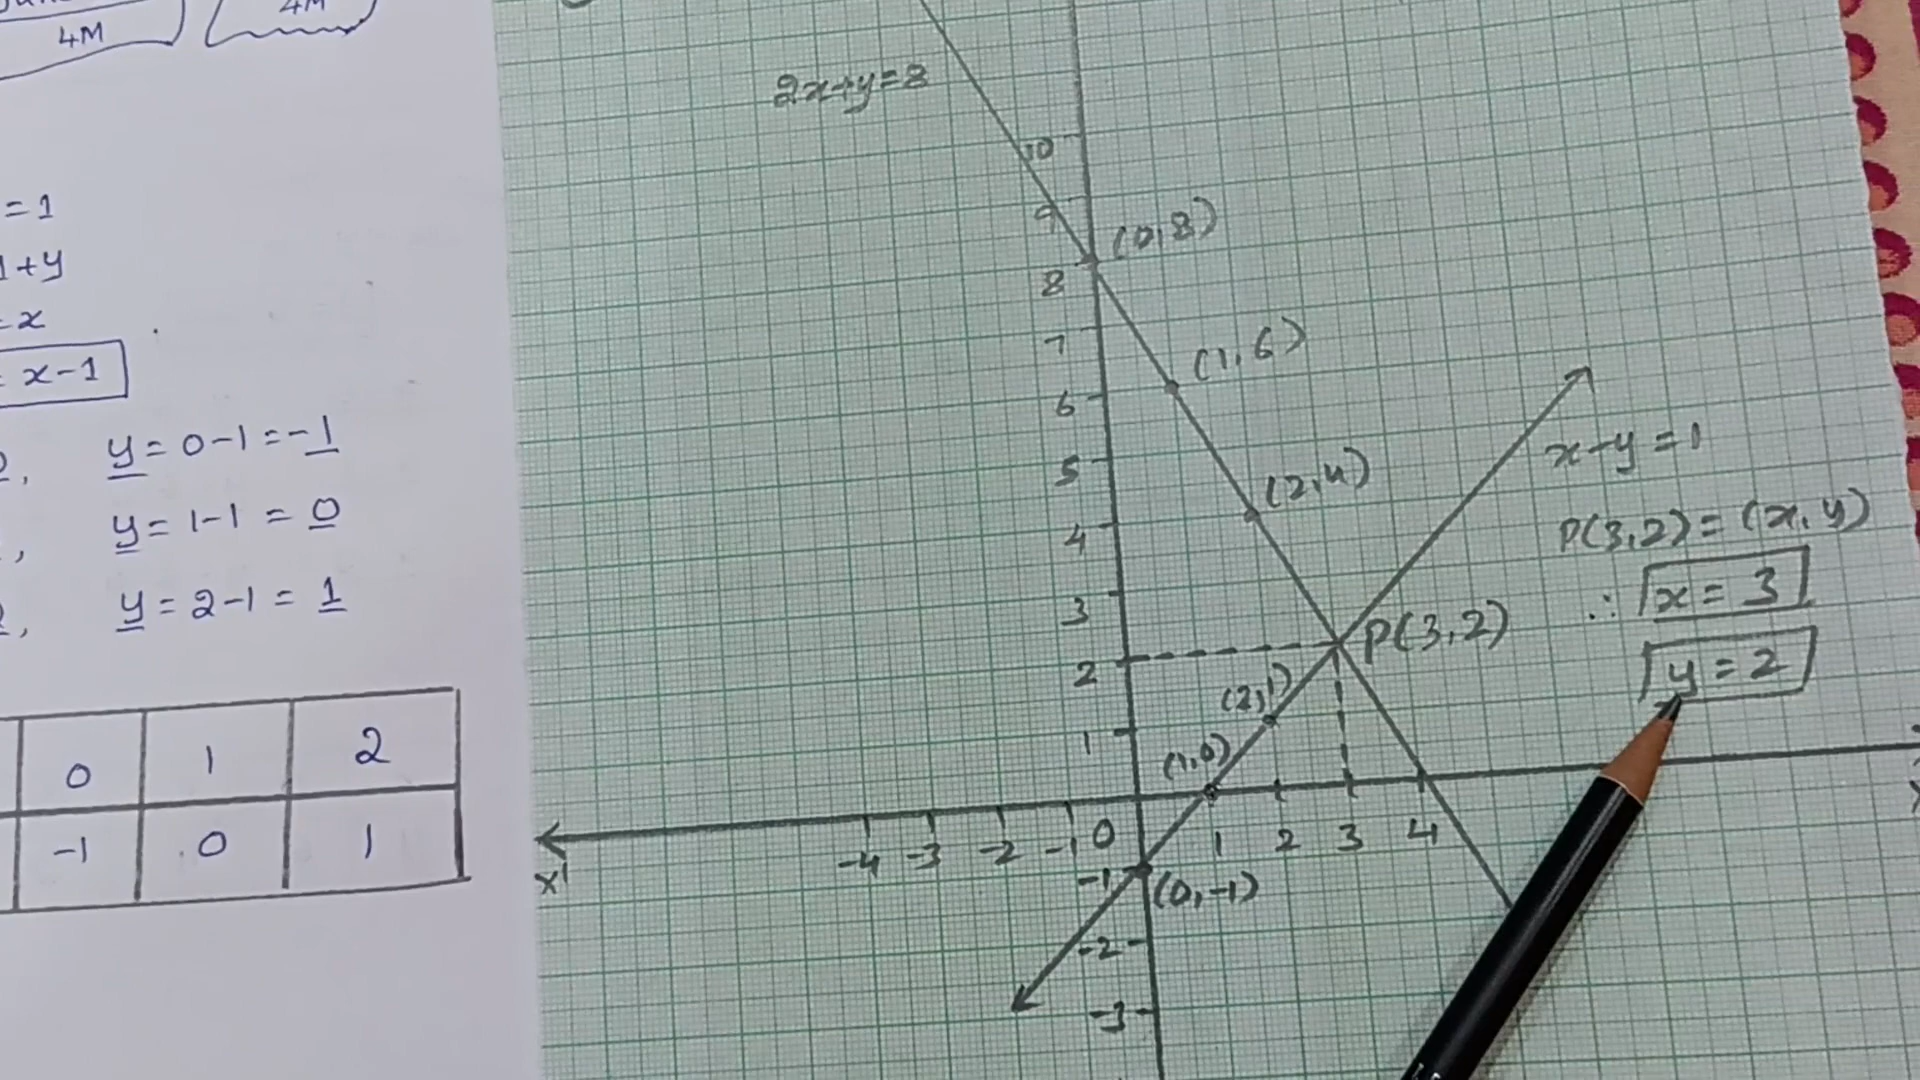 4M
4M
= 1
1 + y
= x
= x - 1
y = 0 - 1 = -1
, y = 1 - 1 = 0
, y = 2 - 1 = 1
0 1 2
-1 0 1
2x+y=8
10
9
(0,8)
8
7
(1,6)
6
5
(2,4)
4
3
2
1
x-y=1
P(3,2) = (x,y)
∴ x = 3
y = 2
P(3,2)
(2,1)
(1,0)
x'
-4 -3 -2 -1 0 1 2 3 4
-1
(0,-1)
-2
-3